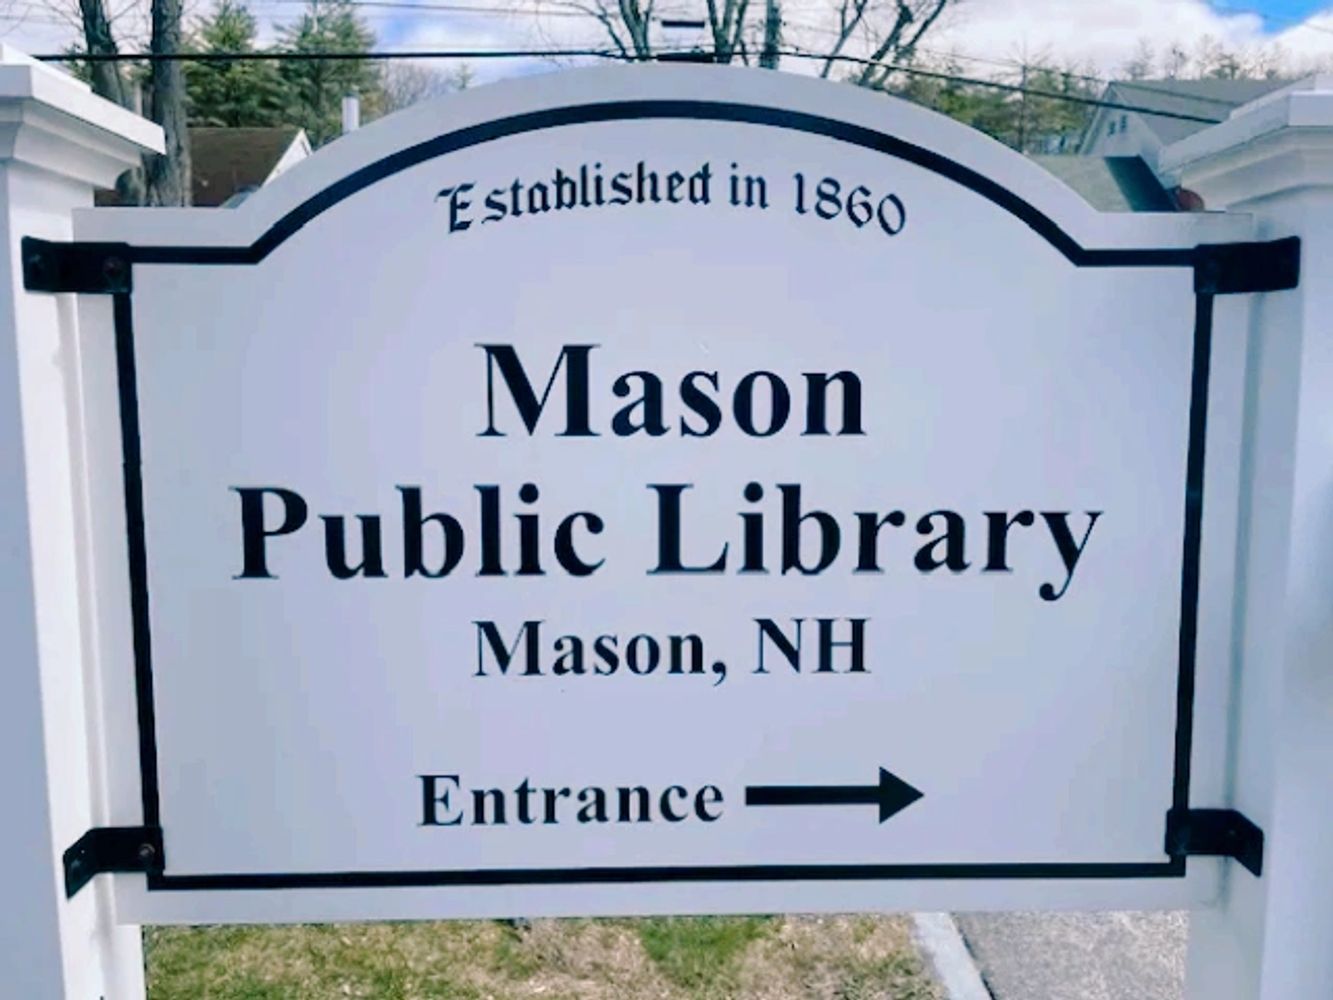 Established in 1860
Mason
Public Library
Mason, NH
Entrance